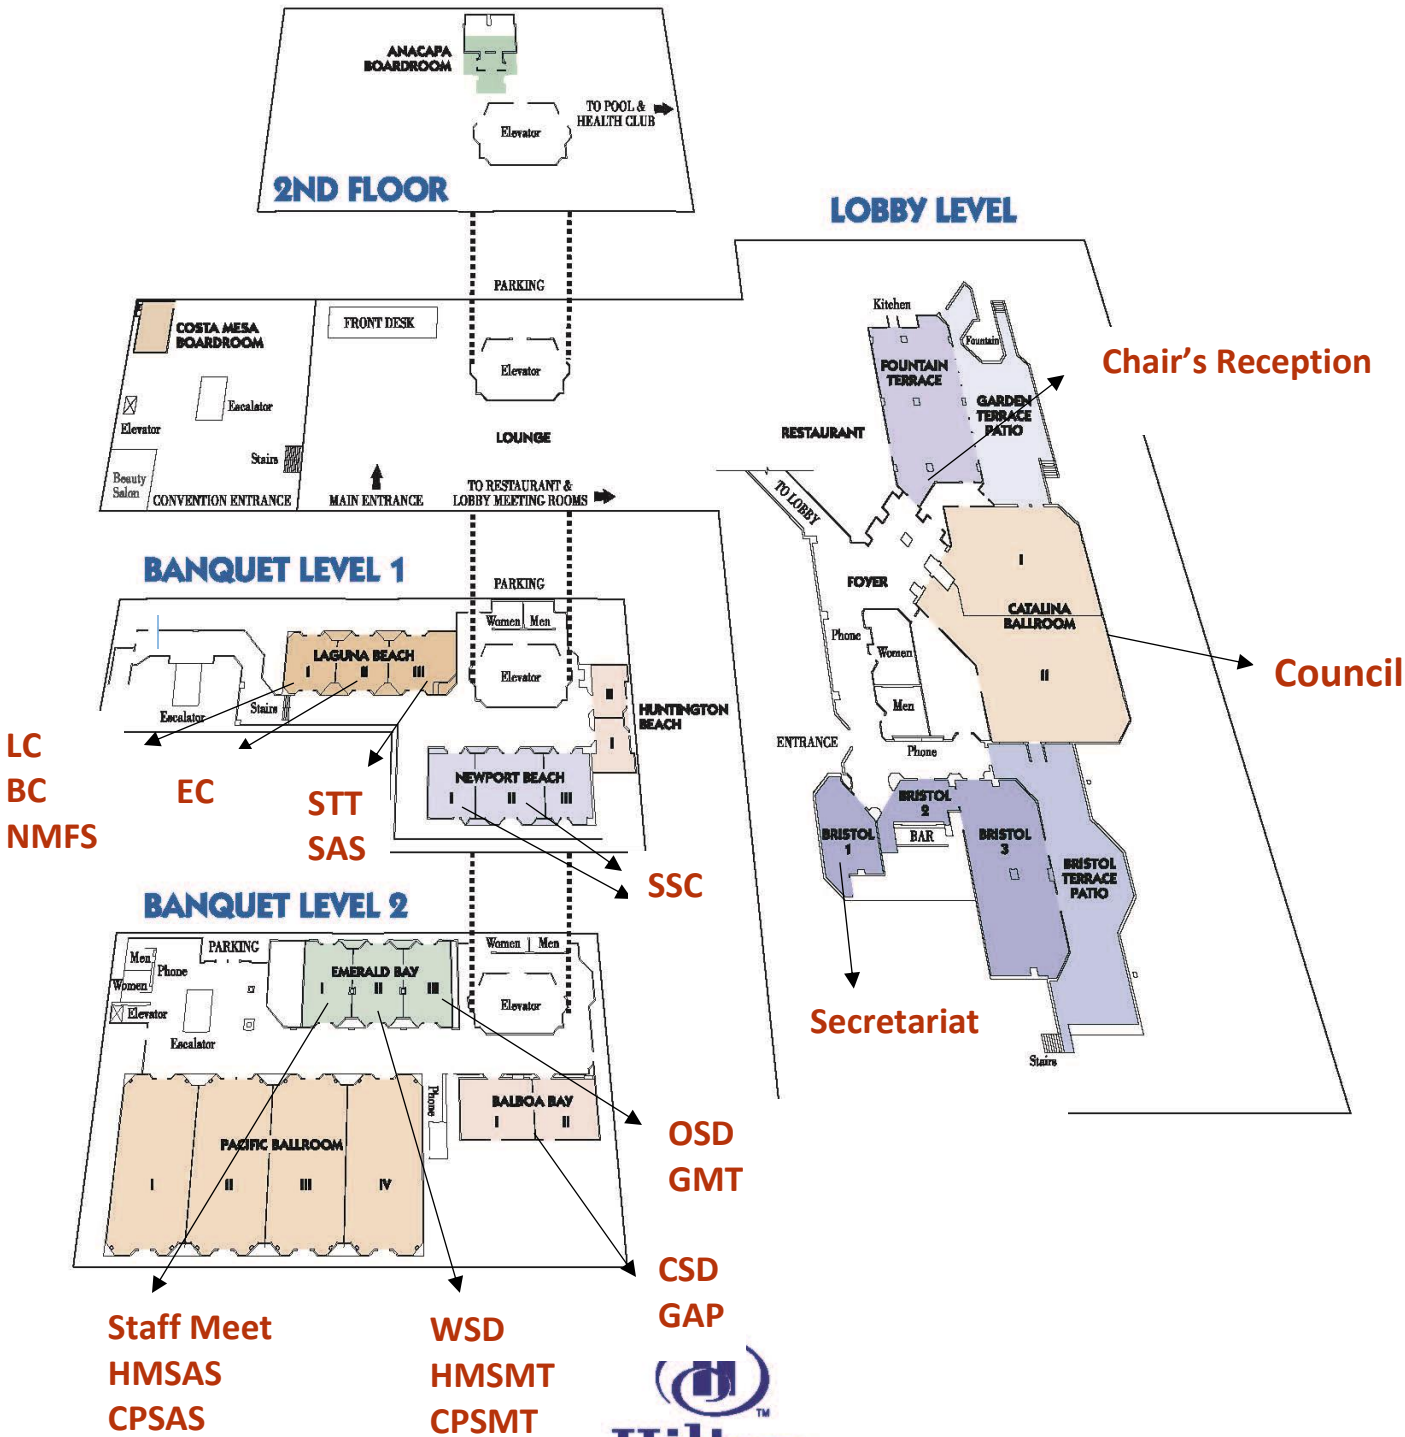 ANACAPA
BOARDROOM
TO POOL &
HEALTH CLUB
Elevator
2ND FLOOR
LOBBY LEVEL
PARKING
COSTA MESA
BOARDROOM
FRONT DESK
Elevator
Escalator
Elevator
LOUNGE
Stairs
Beauty
Salon
CONVENTION ENTRANCE
MAIN ENTRANCE
TO RESTAURANT &
LOBBY MEETING ROOMS
Kitchen
Fountain
FOUNTAIN
TERRACE
GARDEN
TERRACE
PATIO
Chair's Reception
RESTAURANT
TO LOBBY
FOYER
I
CATALINA
BALLROOM
II
Phone
Women
Men
Phone
ENTRANCE
Council
BRISTOL
1
BRISTOL
2
BAR
BRISTOL
3
BRISTOL
TERRACE
PATIO
Secretariat
Stairs
BANQUET LEVEL 1
PARKING
Women Men
LAGUNA BEACH
I II III
Elevator
Stairs
Escalator
II
HUNTINGTON
BEACH
I
NEWPORT BEACH
I II III
LC
BC
NMFS
EC
STT
SAS
SSC
BANQUET LEVEL 2
Men
Phone
Women
Elevator
PARKING
EMERALD BAY
I II III
Women Men
Elevator
Escalator
Phone
BALBOA BAY
I II
PACIFIC BALLROOM
I II III IV
OSD
GMT
CSD
GAP
Staff Meet
HMSAS
CPSAS
WSD
HMSMT
CPSMT
TM
Hilton